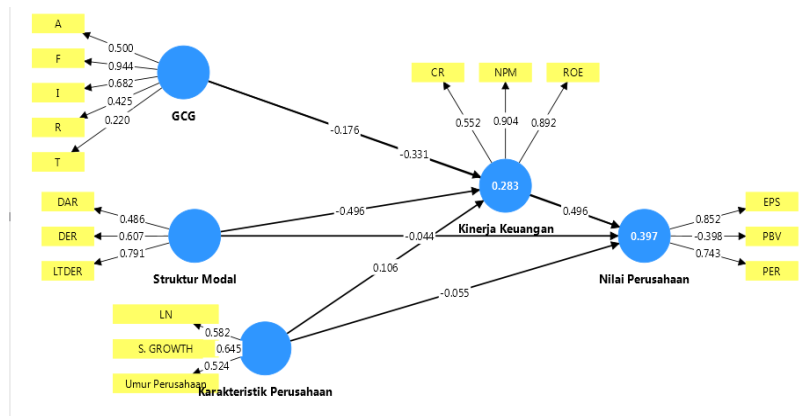 A
F
I
R
T
0.500
0.944
0.682
0.425
0.220
GCG
CR
NPM
ROE
0.552
0.904
0.892
-0.176
-0.331
0.283
Kinerja Keuangan
DAR
DER
LTDER
0.486
0.607
0.791
Struktur Modal
-0.496
-0.044
0.496
0.397
Nilai Perusahaan
0.852
-0.398
0.743
EPS
PBV
PER
0.106
-0.055
LN
S. GROWTH
Umur Perusahaan
0.582
0.645
0.524
Karakteristik Perusahaan